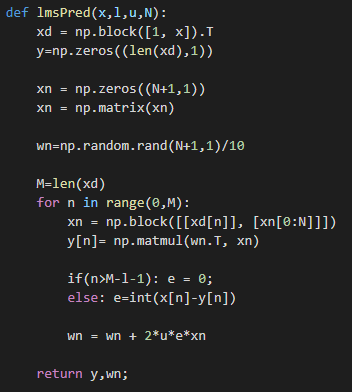 def lmsPred(x,l,u,N):
    xd = np.block([1, x]).T
    y=np.zeros((len(xd),1))
    xn = np.zeros((N+1,1))
    xn = np.matrix(xn)
    wn=np.random.rand(N+1,1)/10
    M=len(xd)
    for n in range(0,M):
        xn = np.block([[xd[n]], [xn[0:N]]])
        y[n]= np.matmul(wn.T, xn)
        if(n>M-l-1): e = 0;
        else: e=int(x[n]-y[n])
        wn = wn + 2*u*e*xn
    return y,wn;